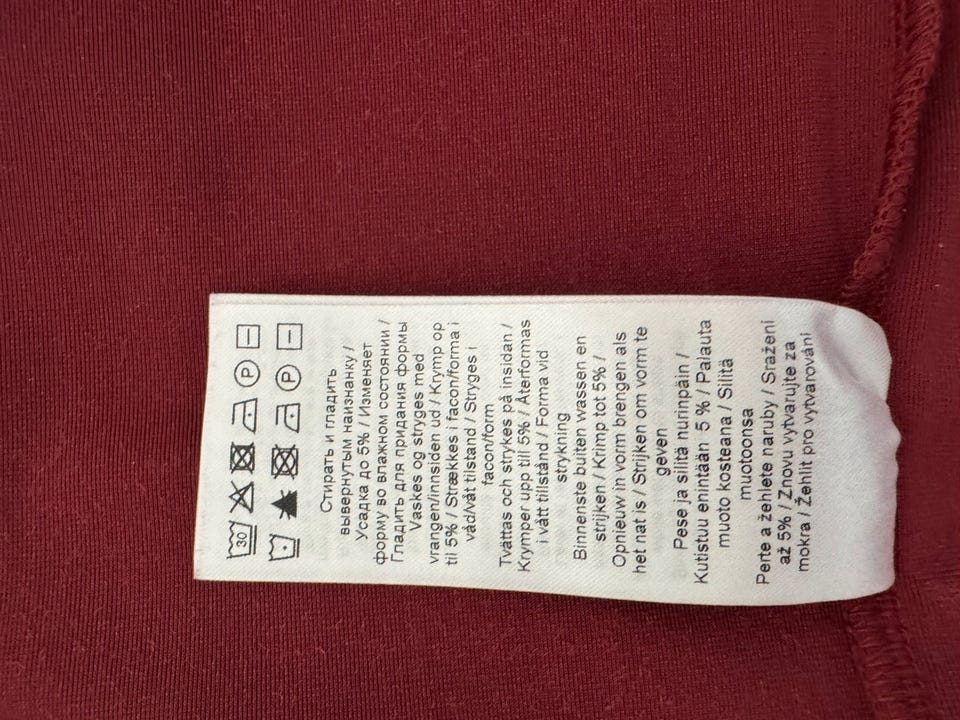 30 P
P
Стирать и гладить
вывернутым наизнанку /
Усадка до 5% / Изменяет
форму во влажном состоянии /
Гладить для придания формы
Vaskes og stryges med
vrangen/innsiden ud / Krymp op
til 5% / Strækkes i facon/forma i
våd/våt tilstand / Stryges i
facon/form
Tvättas och strykes på insidan /
Krymper upp till 5% / Återformas
i vått tillstånd / Forma vid
strykning
Binnenste buiten wassen en
strijken / Krimp tot 5% /
Opnieuw in vorm brengen als
het nat is / Strijken om vorm te
geven
Pese ja silitä nurinpäin /
Kutistuu enintään 5 % / Palauta
muoto kosteana / Silitä
muotoonsa
Perte a žehlete naruby / Sražení
až 5% / Znovu vytvarujte za
mokra / Žehlit pro vytvarování